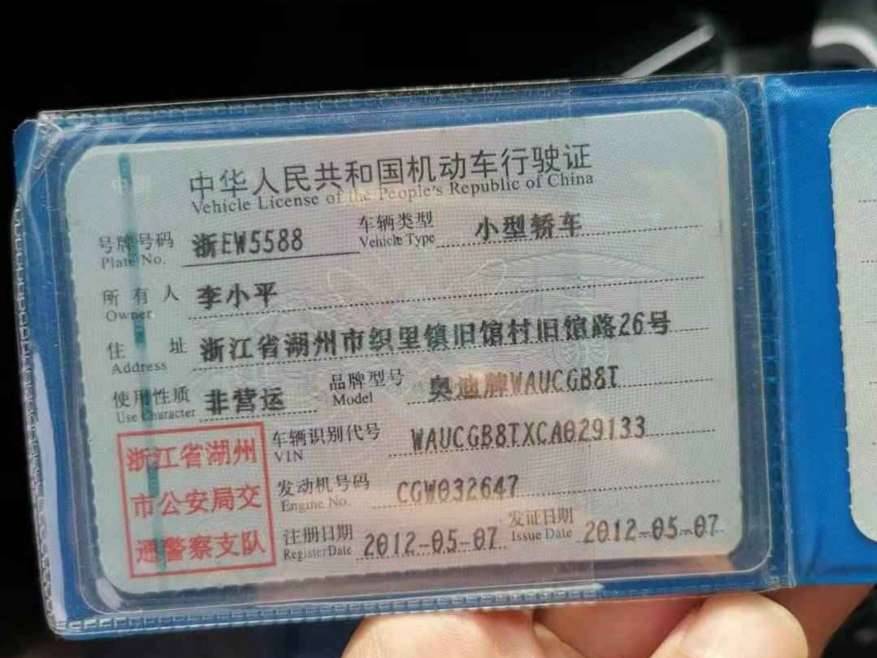 中华人民共和国机动车行驶证
Vehicle License of the People's Republic of China
号牌号码 浙EW5588 车辆类型 小型轿车
Plate No. Vehicle Type
所有人 李小平
Owner
住址 浙江省湖州市织里镇旧馆村旧馆路26号
Address
使用性质 非营运 品牌型号 奥迪牌WAUCGB8T
Use Character Model
浙江省湖州
市公安局交
通警察支队
车辆识别代号 WAUCGB8TXCA029133
VIN
发动机号码 CGW032647
Engine No.
注册日期 2012-05-07 发证日期 2012-05-07
Register Date Issue Date